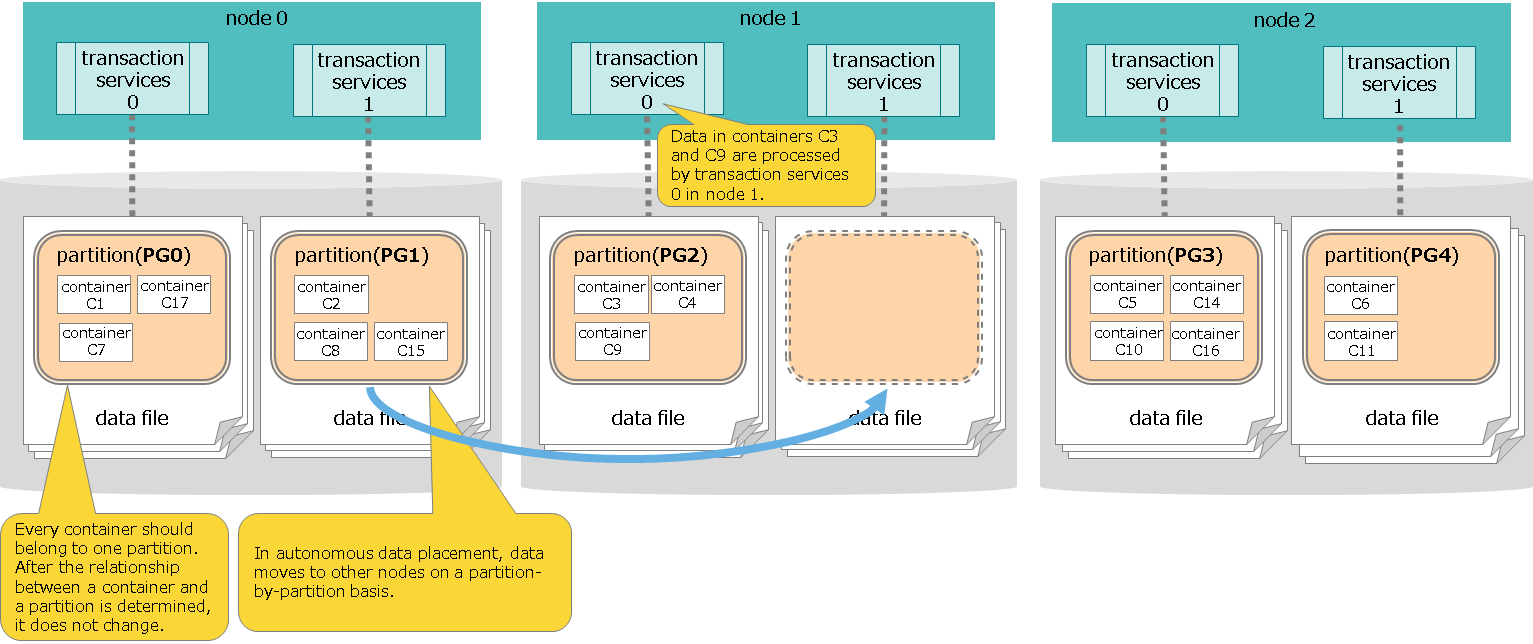 node 0
transaction
services
0
transaction
services
1
node 1
transaction
services
0
transaction
services
1
node 2
transaction
services
0
transaction
services
1
Data in containers C3
and C9 are processed
by transaction services
0 in node 1.
partition(PG0)
container
C1
container
C17
container
C7
data file
partition(PG1)
container
C2
container
C8
container
C15
data file
partition(PG2)
container
C3
container
C4
container
C9
data file
data file
partition(PG3)
container
C5
container
C14
container
C10
container
C16
data file
partition(PG4)
container
C6
container
C11
data file
Every container should
belong to one partition.
After the relationship
between a container and
a partition is determined,
it does not change.
In autonomous data placement, data
moves to other nodes on a partition-
by-partition basis.